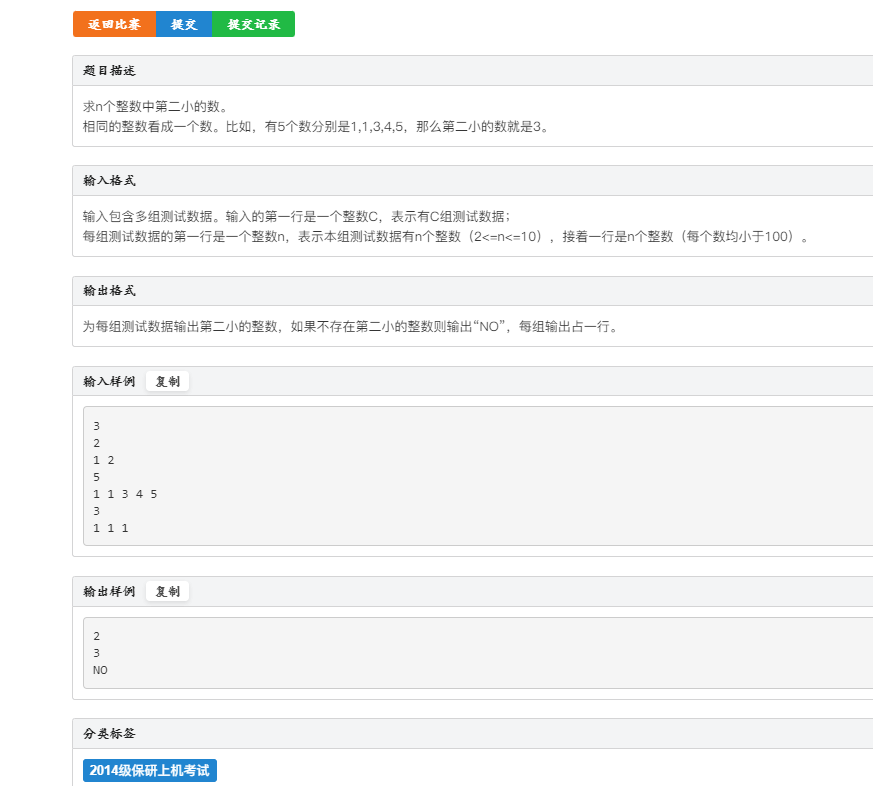 返回比赛 提交 提交记录
题目描述
求n个整数中第二小的数。
相同的整数看成一个数。比如，有5个数分别是1,1,3,4,5，那么第二小的数就是3。
输入格式
输入包含多组测试数据。输入的第一行是一个整数C，表示有C组测试数据；
每组测试数据的第一行是一个整数n，表示本组测试数据有n个整数（2<=n<=10），接着一行是n个整数（每个数均小于100）。
输出格式
为每组测试数据输出第二小的整数，如果不存在第二小的整数则输出“NO”，每组输出占一行。
输入样例 复制
3
2
1 2
5
1 1 3 4 5
3
1 1 1
输出样例 复制
2
3
NO
分类标签
2014级保研上机考试